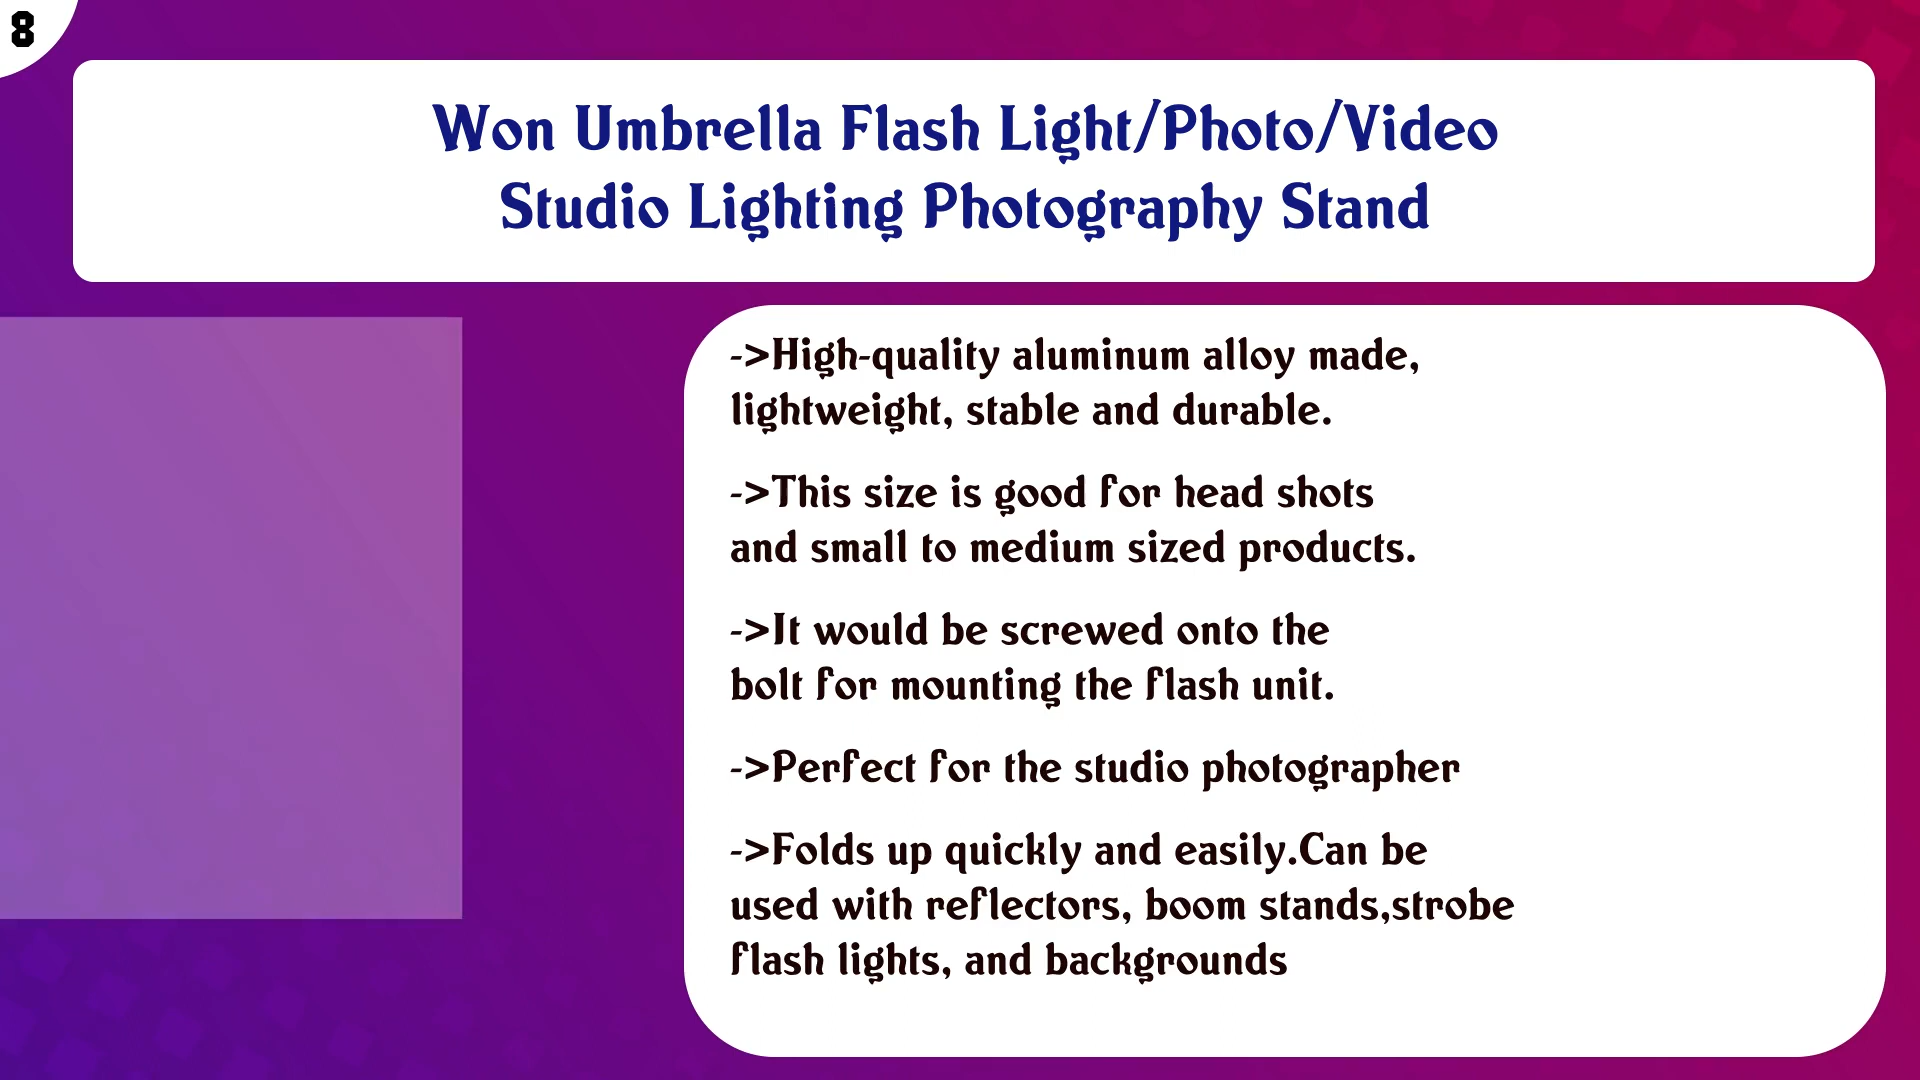 8
Won Umbrella Flash Light/Photo/Video
Studio Lighting Photography Stand
->High-quality aluminum alloy made,
lightweight, stable and durable.
->This size is good for head shots
and small to medium sized products.
->It would be screwed onto the
bolt for mounting the flash unit.
->Perfect for the studio photographer
->Folds up quickly and easily.Can be
used with reflectors, boom stands,strobe
flash lights, and backgrounds